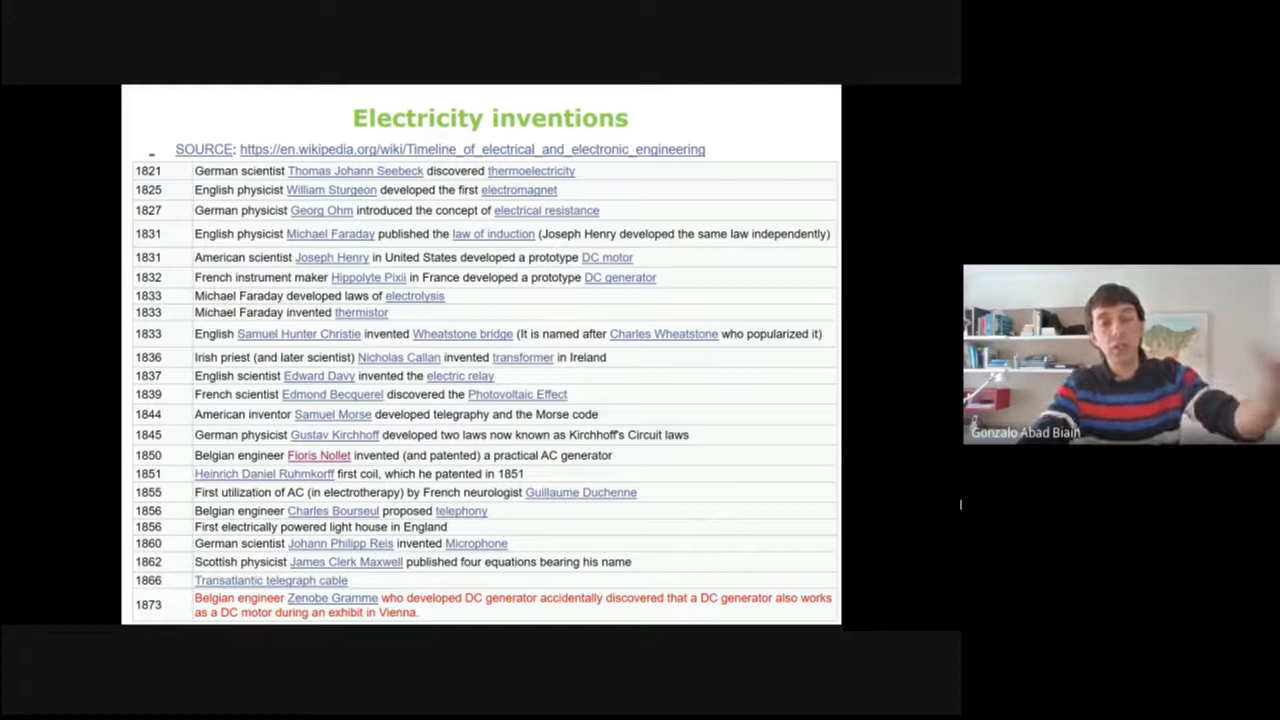 Electricity inventions
- SOURCE: https://en.wikipedia.org/wiki/Timeline_of_electrical_and_electronic_engineering
1821 German scientist Thomas Johann Seebeck discovered thermoelectricity
1825 English physicist William Sturgeon developed the first electromagnet
1827 German physicist Georg Ohm introduced the concept of electrical resistance
1831 English physicist Michael Faraday published the law of induction (Joseph Henry developed the same law independently)
1831 American scientist Joseph Henry in United States developed a prototype DC motor
1832 French instrument maker Hippolyte Pixii in France developed a prototype DC generator
1833 Michael Faraday developed laws of electrolysis
1833 Michael Faraday invented thermistor
1833 English Samuel Hunter Christie invented Wheatstone bridge (It is named after Charles Wheatstone who popularized it)
1836 Irish priest (and later scientist) Nicholas Callan invented transformer in Ireland
1837 English scientist Edward Davy invented the electric relay
1839 French scientist Edmond Becquerel discovered the Photovoltaic Effect
1844 American inventor Samuel Morse developed telegraphy and the Morse code
1845 German physicist Gustav Kirchhoff developed two laws now known as Kirchhoff's Circuit laws
1850 Belgian engineer Floris Nollet invented (and patented) a practical AC generator
1851 Heinrich Daniel Ruhmkorff first coil, which he patented in 1851
1855 First utilization of AC (in electrotherapy) by French neurologist Guillaume Duchenne
1856 Belgian engineer Charles Bourseul proposed telephony
1856 First electrically powered light house in England
1860 German scientist Johann Philipp Reis invented Microphone
1862 Scottish physicist James Clerk Maxwell published four equations bearing his name
1866 Transatlantic telegraph cable
1873 Belgian engineer Zenobe Gramme who developed DC generator accidentally discovered that a DC generator also works
as a DC motor during an exhibit in Vienna.
Gonzalo Abad Biain